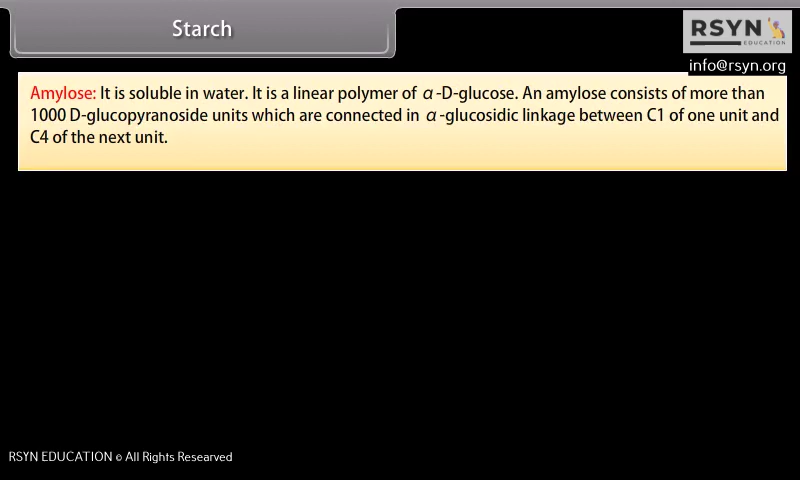 Starch
RSYN
EDUCATION
info@rsyn.org
Amylose: It is soluble in water. It is a linear polymer of α-D-glucose. An amylose consists of more than
1000 D-glucopyranoside units which are connected in α-glucosidic linkage between C1 of one unit and
C4 of the next unit.
RSYN EDUCATION © All Rights Researved